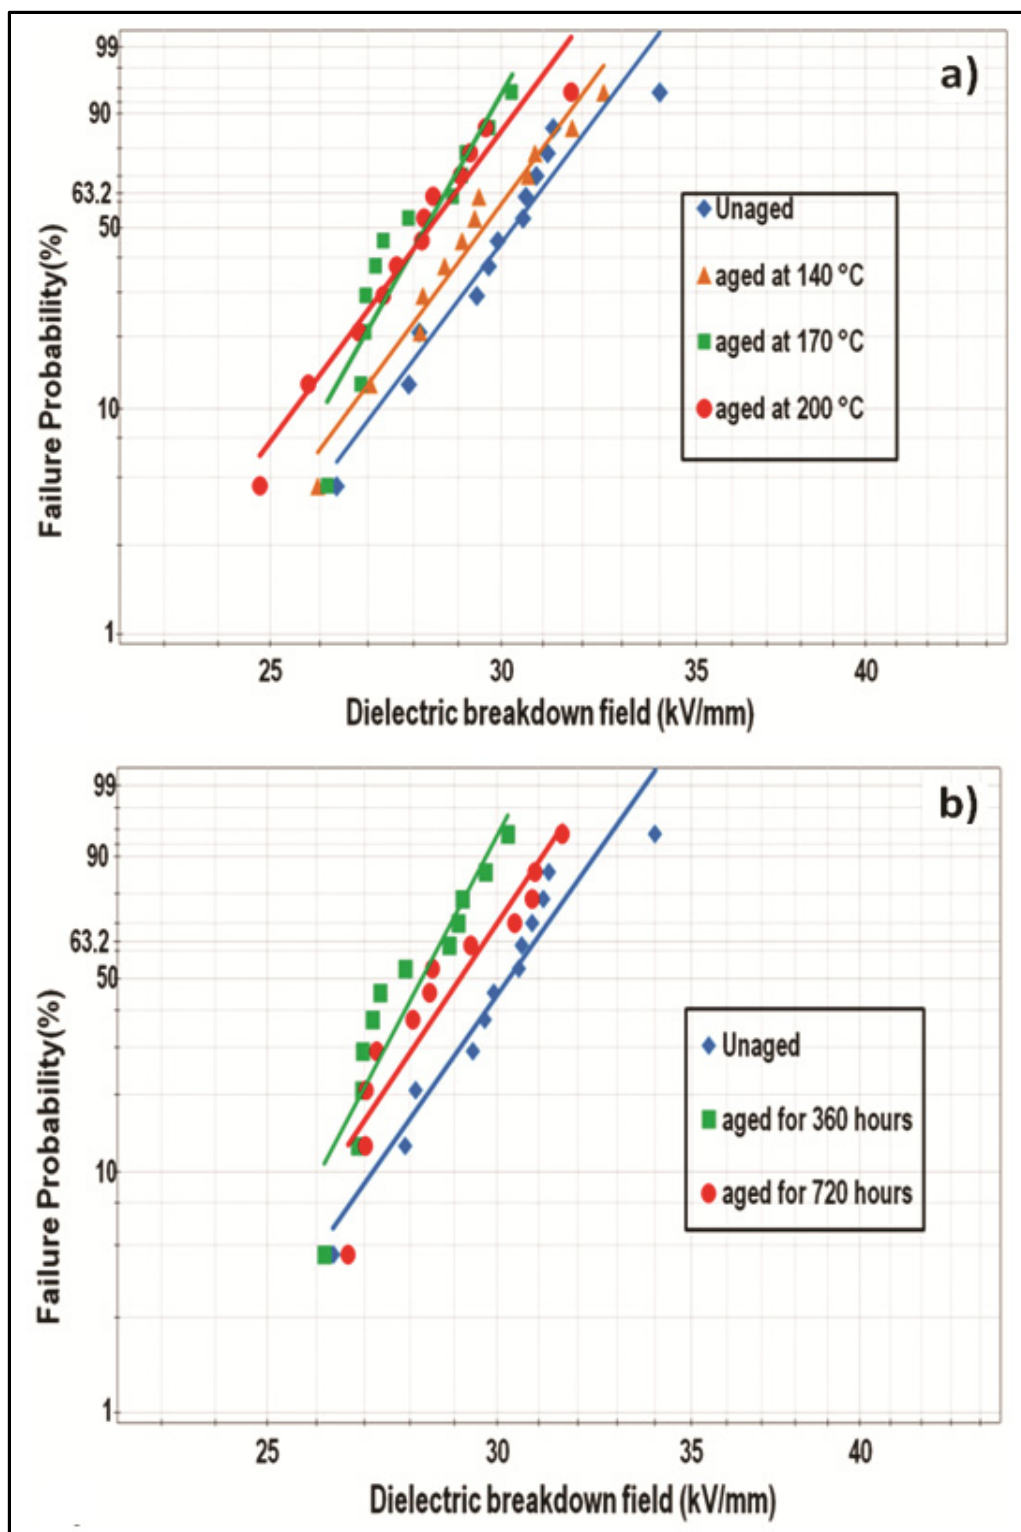 a)
99
90
63.2
50
10
1
Failure Probability(%)
Unaged
aged at 140 °C
aged at 170 °C
aged at 200 °C
25 30 35 40
Dielectric breakdown field (kV/mm)
b)
99
90
63.2
50
10
1
Failure Probability(%)
Unaged
aged for 360 hours
aged for 720 hours
25 30 35 40
Dielectric breakdown field (kV/mm)